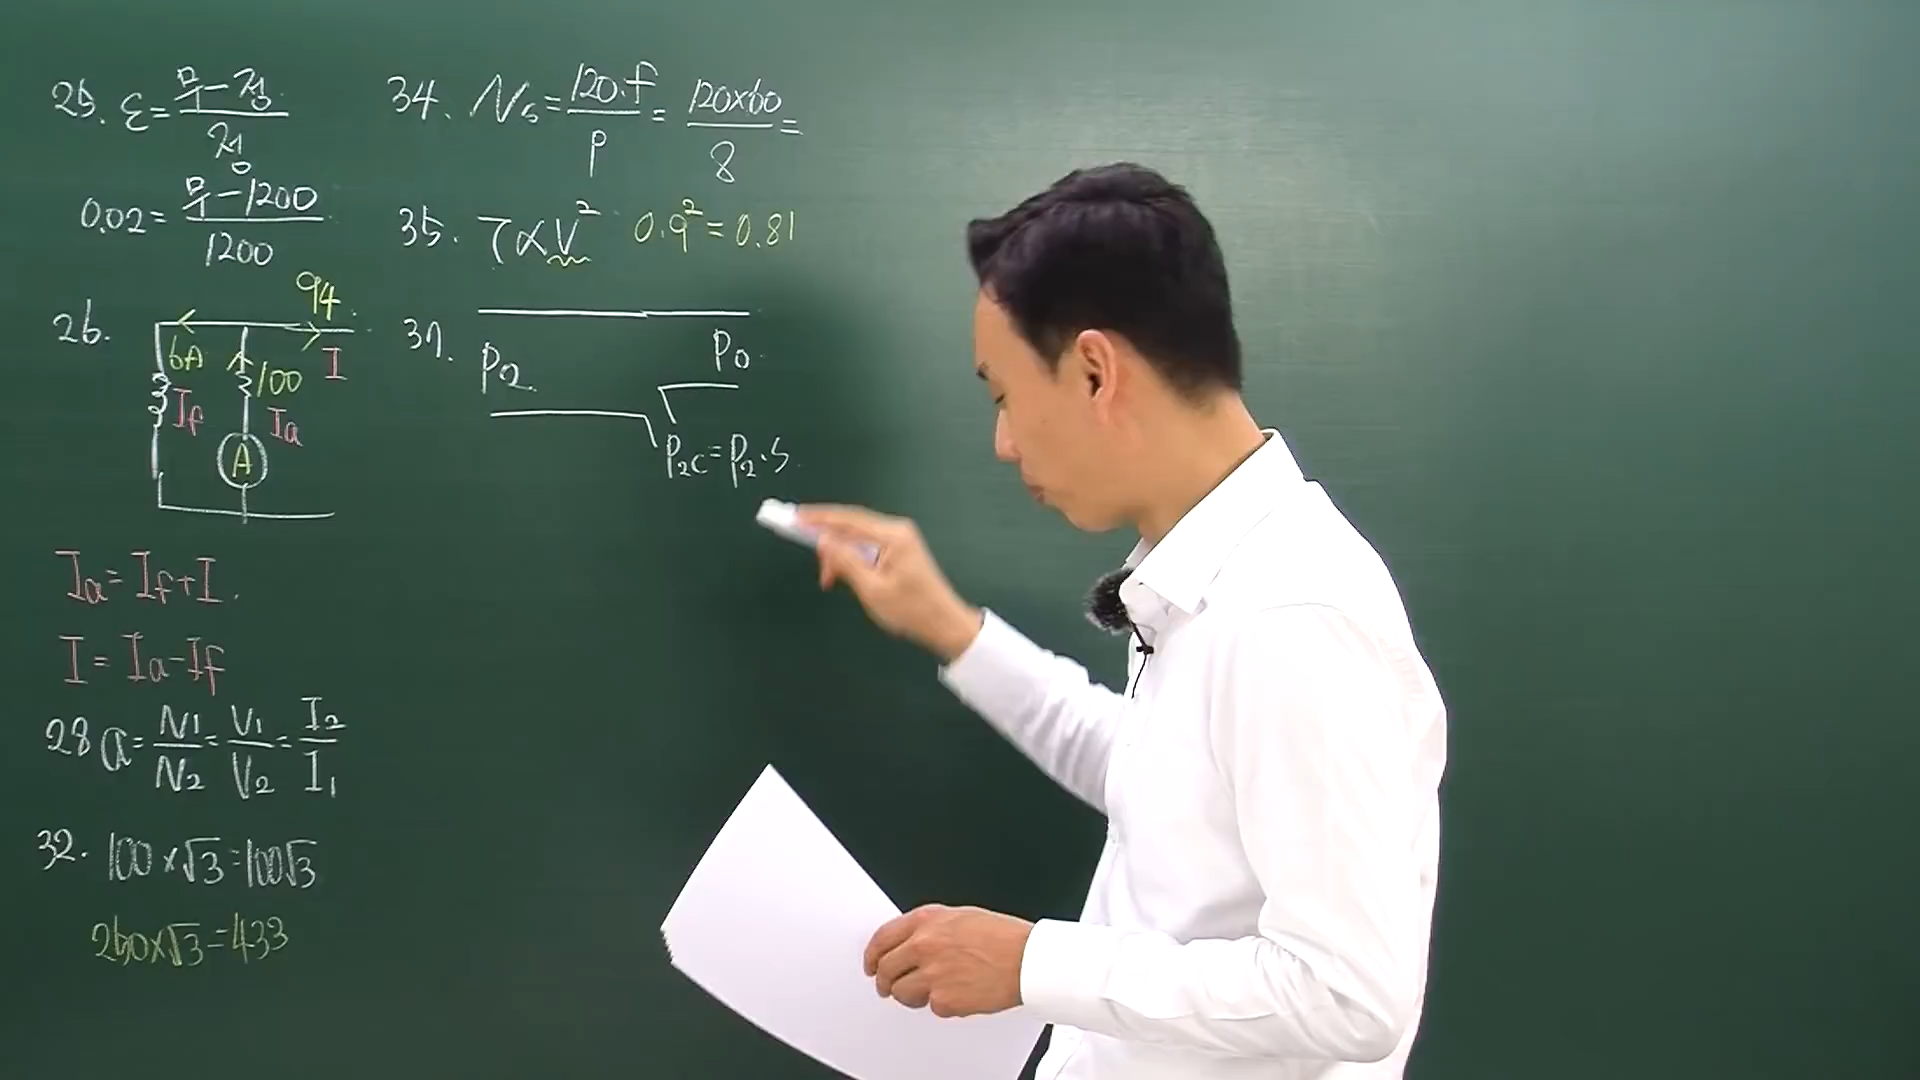 25. ε = 무-정 / 정
0.02 = 무-1200 / 1200
26.
94
6A
I
100
If
Ia
A
Ia = If + I.
I = Ia - If
28 a = N1/N2 = V1/V2 = I2/I1
32. 100 × √3 = 100√3
250×√3 = 433
34. Ns = 120·f / P = 120×60 / 8 =
35. τ ∝ V² 0.9² = 0.81
37.
P2
P0
P2c = P2·S